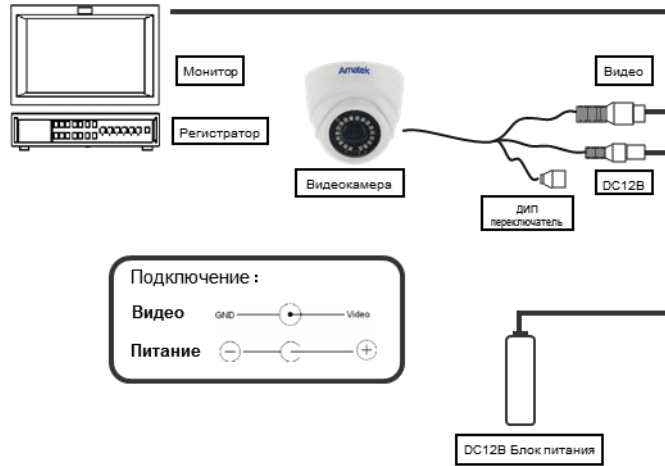 Монитор
Amatek
Видео
Регистратор
Видеокамера
DC12В
ДИП
переключатель
Подключение:
Видео GND Video
Питание
DC12В Блок питания